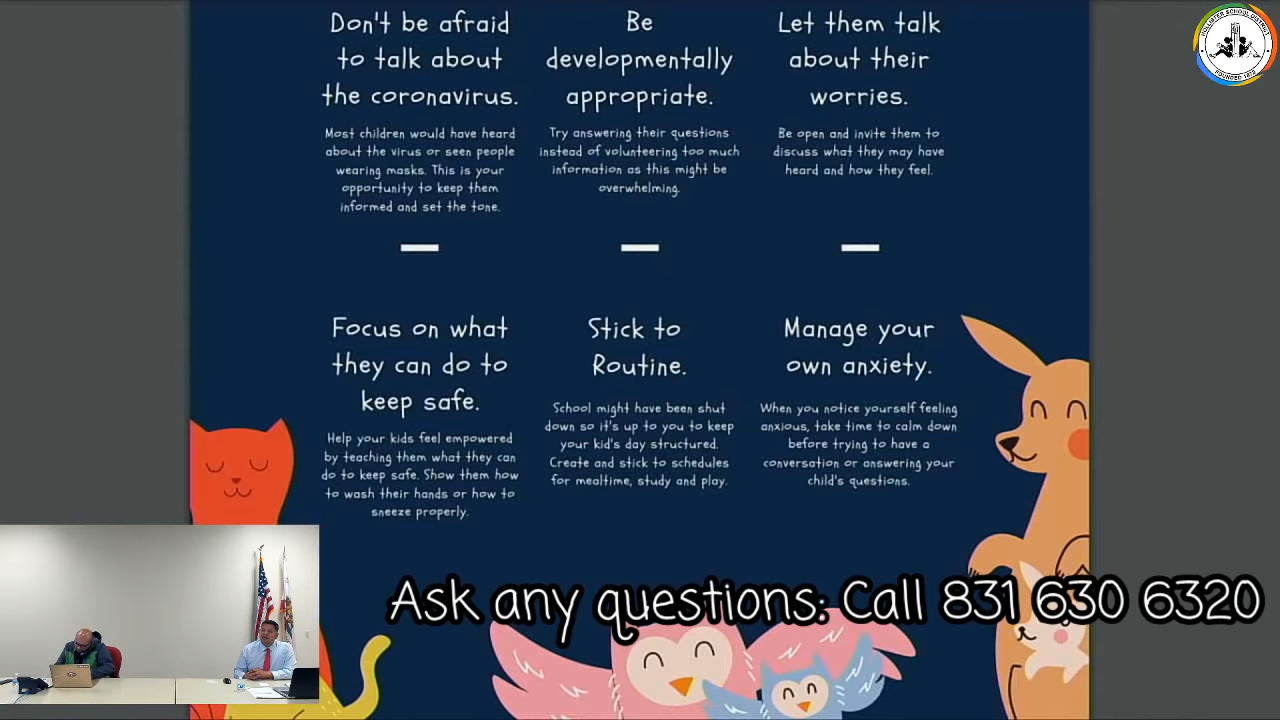 Don't be afraid
to talk about
the coronavirus.
Most children would have heard
about the virus or seen people
wearing masks. This is your
opportunity to keep them
informed and set the tone.
Be
developmentally
appropriate.
Try answering their questions
instead of volunteering too much
information as this might be
overwhelming.
Let them talk
about their
worries.
Be open and invite them to
discuss what they may have
heard and how they feel.
Focus on what
they can do to
keep safe.
Help your kids feel empowered
by teaching them what they can
do to keep safe. Show them how
to wash their hands or how to
sneeze properly.
Stick to
Routine.
School might have been shut
down so it's up to you to keep
your kid's day structured.
Create and stick to schedules
for mealtime, study and play.
Manage your
own anxiety.
When you notice yourself feeling
anxious, take time to calm down
before trying to have a
conversation or answering your
child's questions.
Ask any questions: Call 831 630 6320
HOLLISTER SCHOOL DISTRICT
FOUNDED 1872